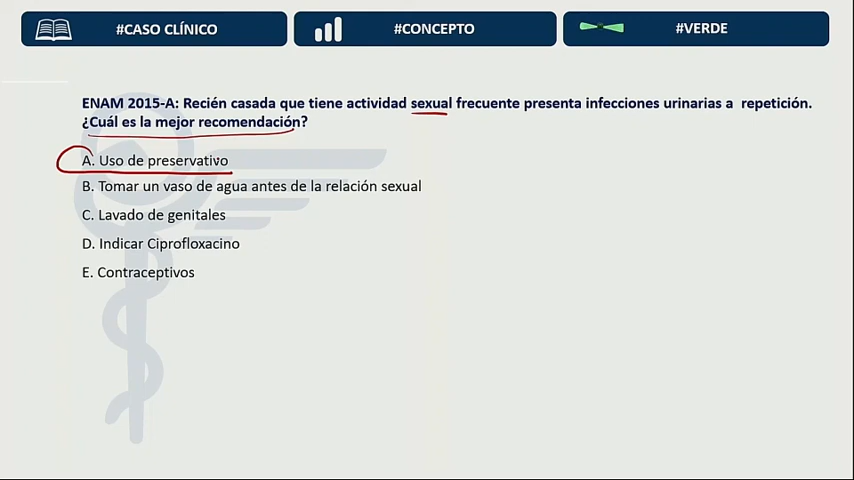 #CASO CLÍNICO
#CONCEPTO
#VERDE
ENAM 2015-A: Recién casada que tiene actividad sexual frecuente presenta infecciones urinarias a repetición.
¿Cuál es la mejor recomendación?
A. Uso de preservativo
B. Tomar un vaso de agua antes de la relación sexual
C. Lavado de genitales
D. Indicar Ciprofloxacino
E. Contraceptivos